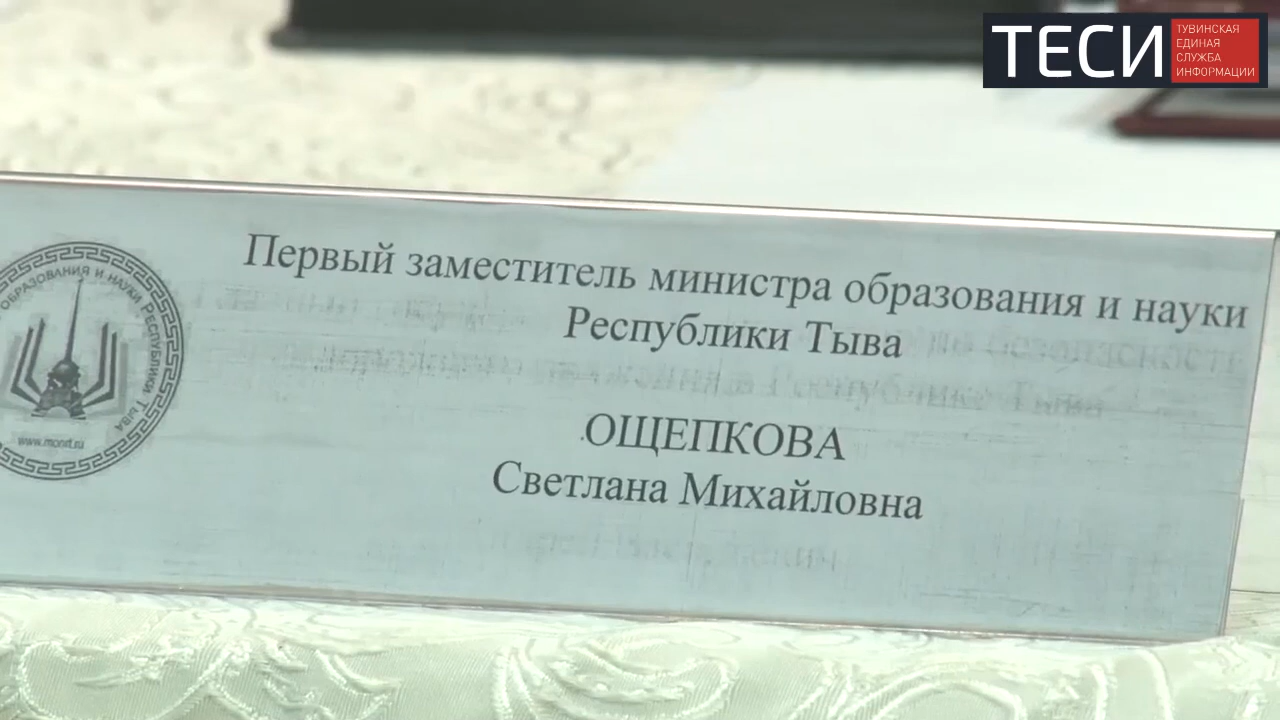 ТЕСИ
ТУВИНСКАЯ
ЕДИНАЯ
СЛУЖБА
ИНФОРМАЦИИ
Первый заместитель министра образования и науки
Республики Тыва
ОЩЕПКОВА
Светлана Михайловна
ОБРАЗОВАНИЯ И НАУКИ РЕСПУБЛИКИ ТЫВА
www.monrt.ru